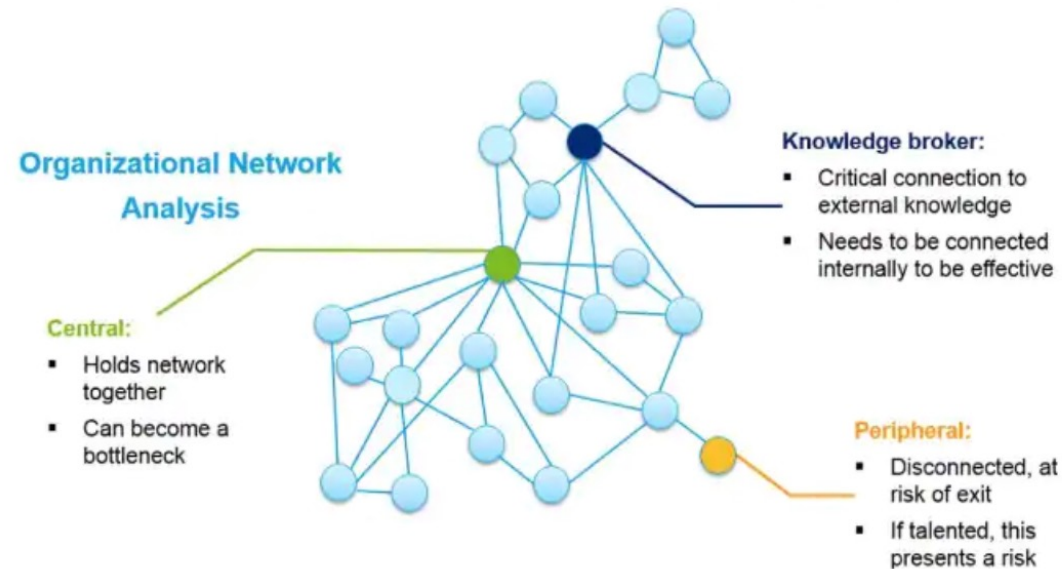 Organizational Network
Analysis
Knowledge broker:
▪ Critical connection to
external knowledge
▪ Needs to be connected
internally to be effective
Central:
▪ Holds network
together
▪ Can become a
bottleneck
Peripheral:
▪ Disconnected, at
risk of exit
▪ If talented, this
presents a risk